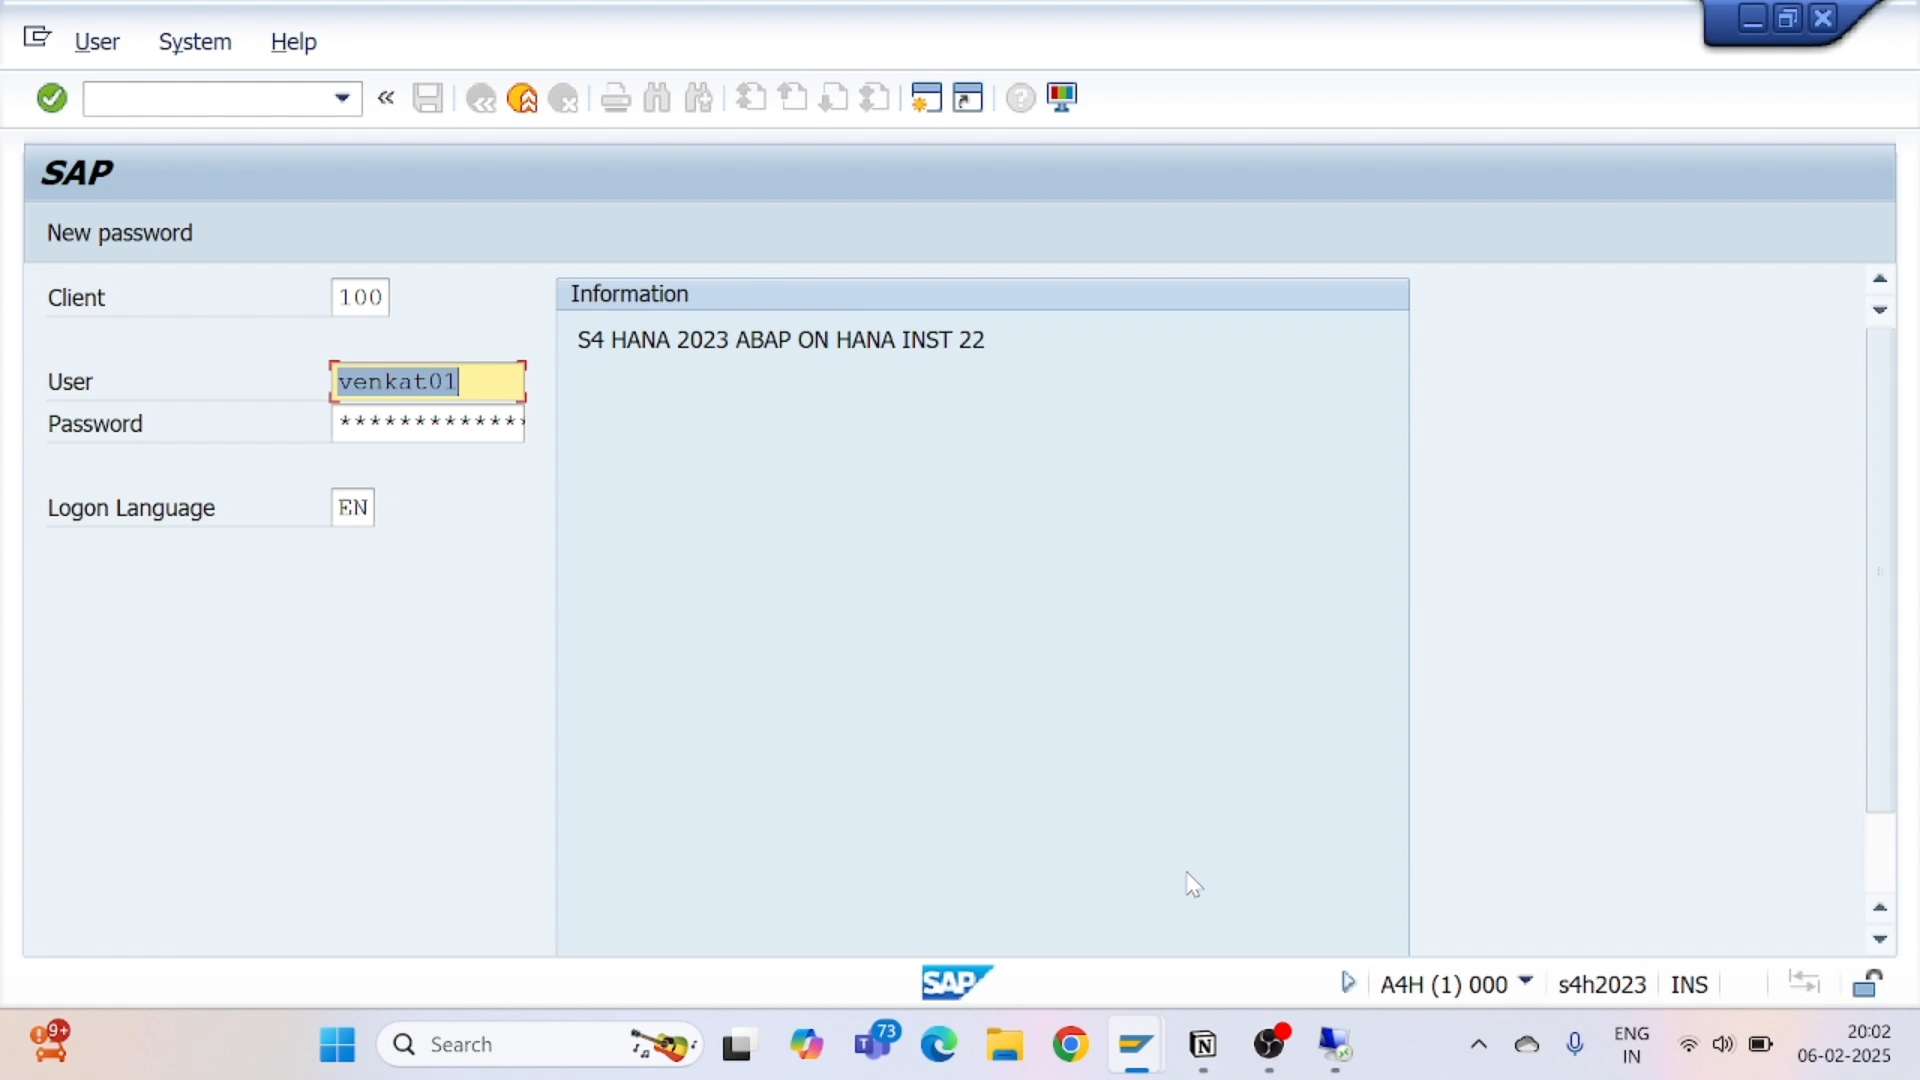 User System Help
SAP
New password
Client 100
Information
S4 HANA 2023 ABAP ON HANA INST 22
User venkat01
Password *************
Logon Language EN
SAP
A4H (1) 000 s4h2023 INS
9+
Search
73
ENG
IN
20:02
06-02-2025